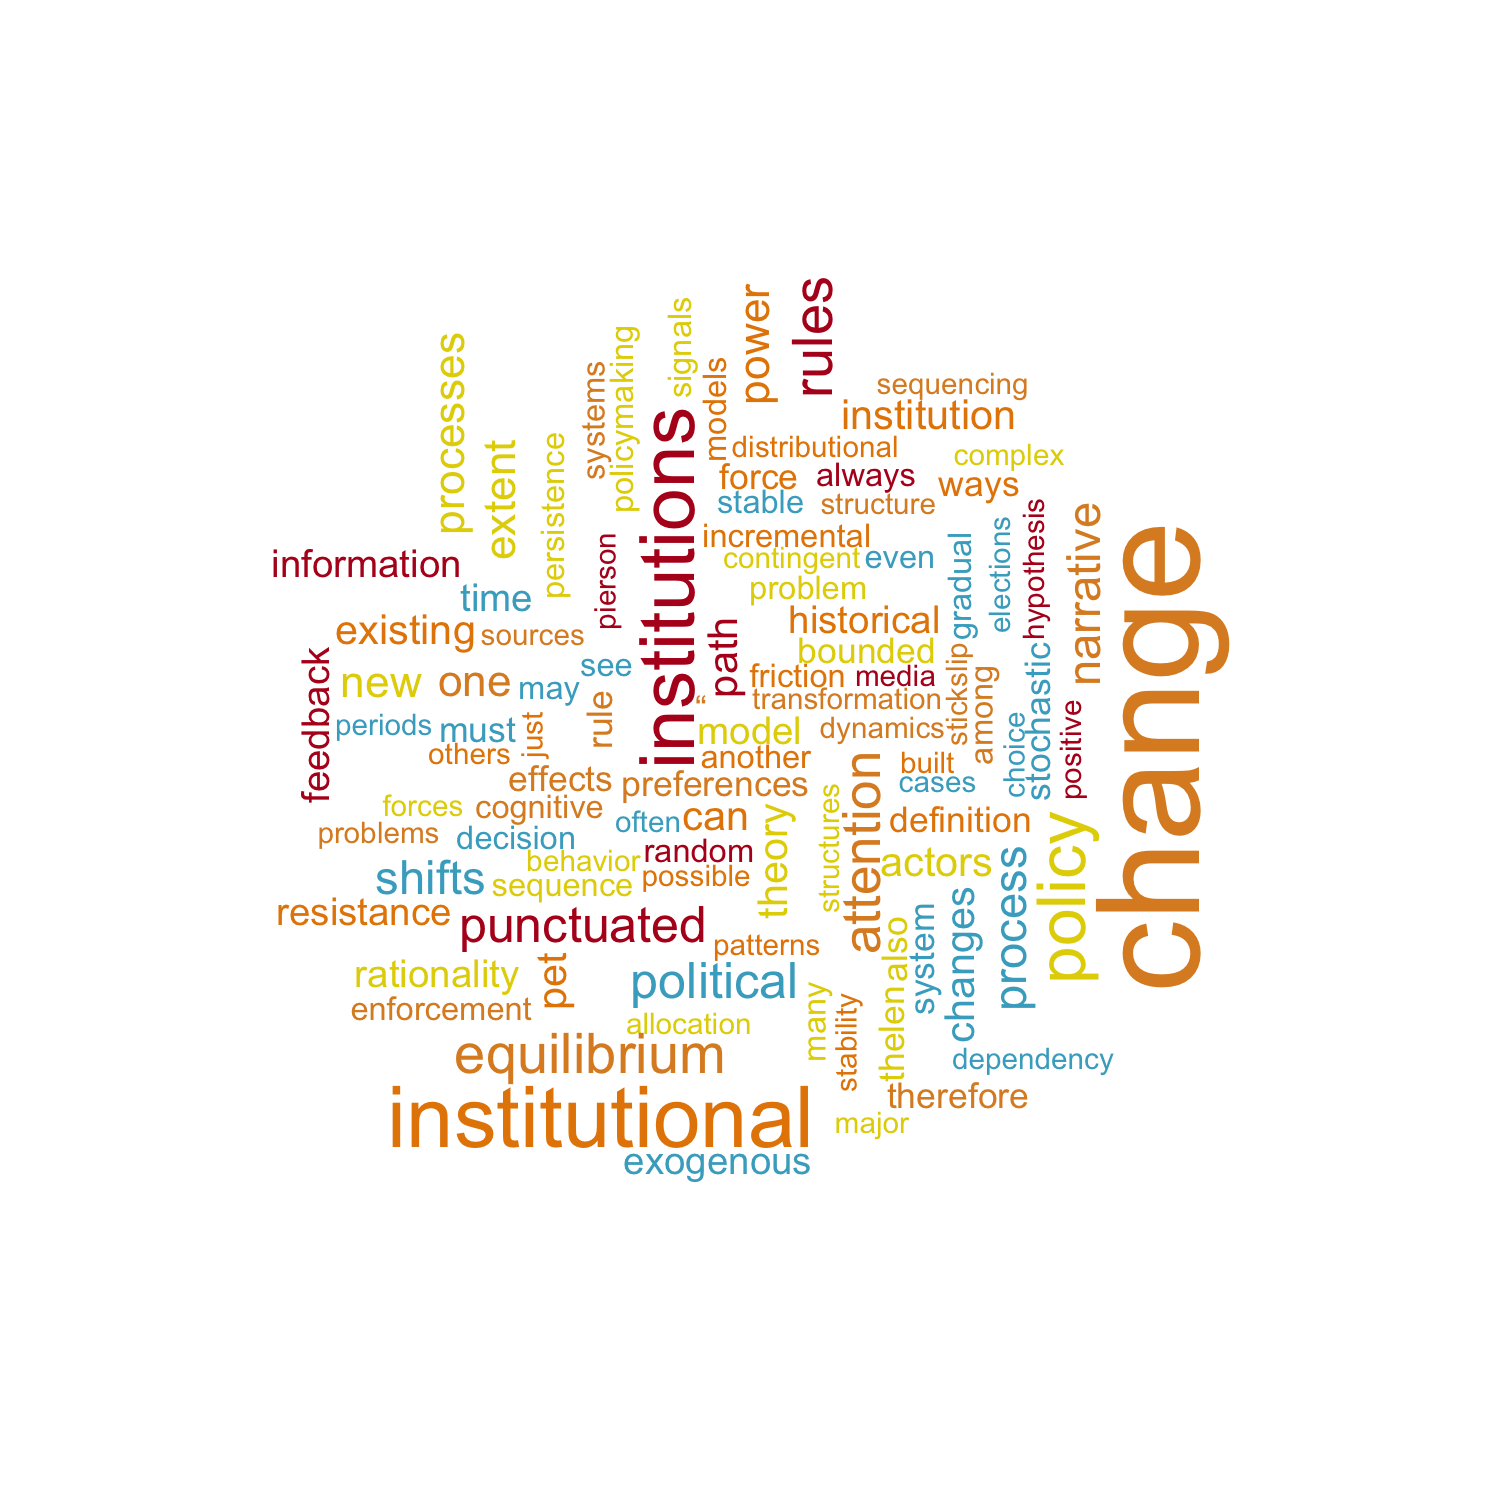 rules
power
signals
policymaking
processes
models
systems
sequencing
institution
institutions
distributional
persistence
extent
complex
force
always
ways
stable
structure
narrative
hypothesis
elections
gradual
change
incremental
contingent
even
pierson
information
problem
time
historical
path
existing
sources
bounded
stochastic
stickslip
feedback
see
friction
media
among
new
one
may
transformation
“
rule
positive
choice
periods
must
just
model
dynamics
others
another
built
attention
effects
preferences
cases
structures
forces
cognitive
can
theory
definition
problems
decision
often
policy
random
actors
process
behavior
possible
shifts
sequence
resistance
punctuated
also
system
changes
patterns
rationality
pet
political
thelen
many
stability
enforcement
allocation
equilibrium
dependency
therefore
institutional
major
exogenous